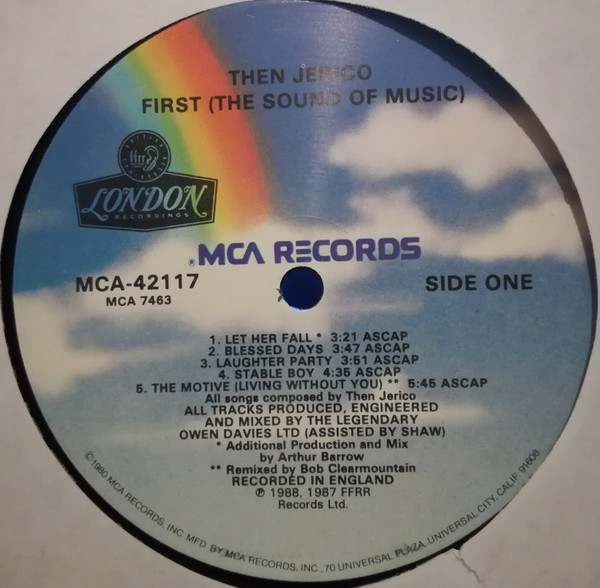 THEN JERICO
FIRST (THE SOUND OF MUSIC)
ffrr
LONDON
RECORDINGS
® MCA RECORDS
MCA-42117
MCA 7463
SIDE ONE
1. LET HER FALL * 3:21 ASCAP
2. BLESSED DAYS 3:47 ASCAP
3. LAUGHTER PARTY 3:51 ASCAP
4. STABLE BOY 4:35 ASCAP
5. THE MOTIVE (LIVING WITHOUT YOU) ** 5:45 ASCAP
All songs composed by Then Jerico
ALL TRACKS PRODUCED, ENGINEERED
AND MIXED BY THE LEGENDARY
OWEN DAVIES LTD (ASSISTED BY SHAW)
* Additional Production and Mix
by Arthur Barrow
** Remixed by Bob Clearmountain
RECORDED IN ENGLAND
℗ 1988, 1987 FFRR
Records Ltd.
©1980 MCA RECORDS, INC. MFD. BY MCA RECORDS, INC., 70 UNIVERSAL PLAZA, UNIVERSAL CITY, CALIF. 91608